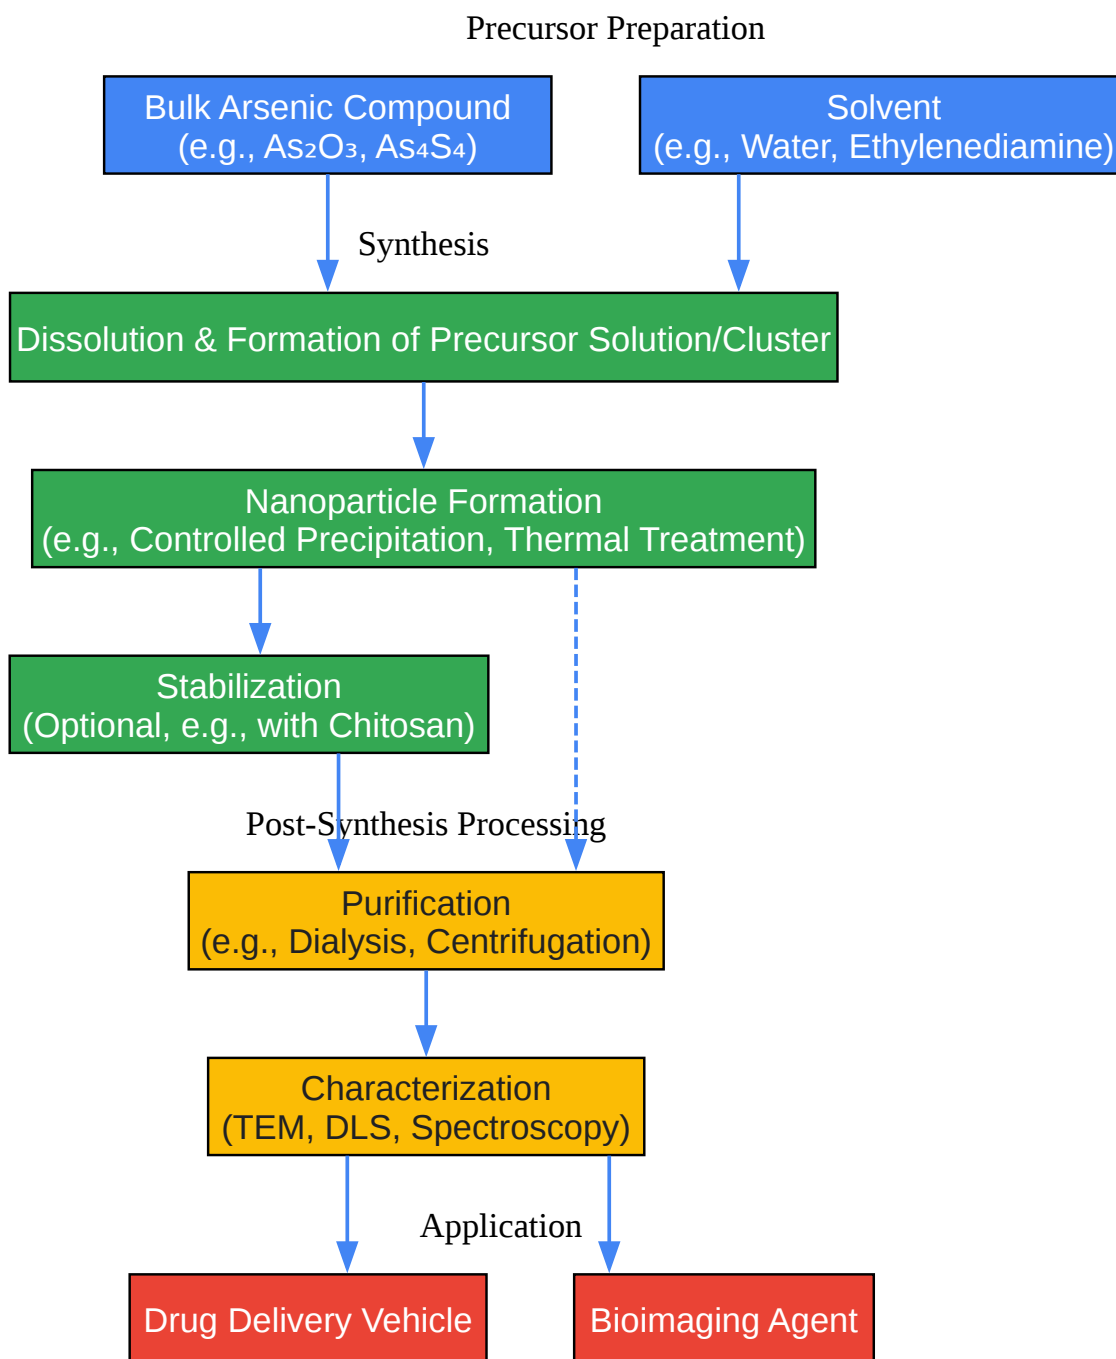 Precursor Preparation
Bulk Arsenic Compound
(e.g., As₂O₃, As₄S₄)
Solvent
(e.g., Water, Ethylenediamine)
Synthesis
Dissolution & Formation of Precursor Solution/Cluster
Nanoparticle Formation
(e.g., Controlled Precipitation, Thermal Treatment)
Stabilization
(Optional, e.g., with Chitosan)
Post-Synthesis Processing
Purification
(e.g., Dialysis, Centrifugation)
Characterization
(TEM, DLS, Spectroscopy)
Application
Drug Delivery Vehicle
Bioimaging Agent